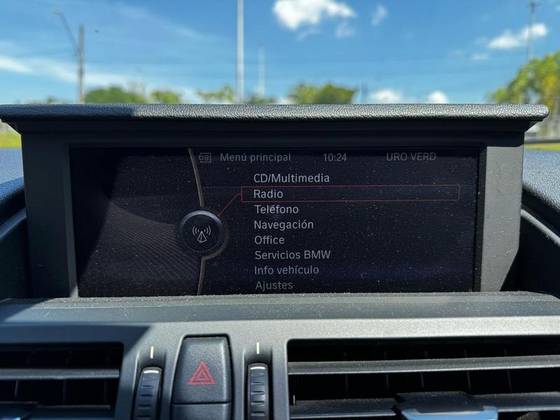 Menú principal 10:24 URO VERD
CD/Multimedia
Radio
Teléfono
Navegación
Office
Servicios BMW
Info vehículo
Ajustes